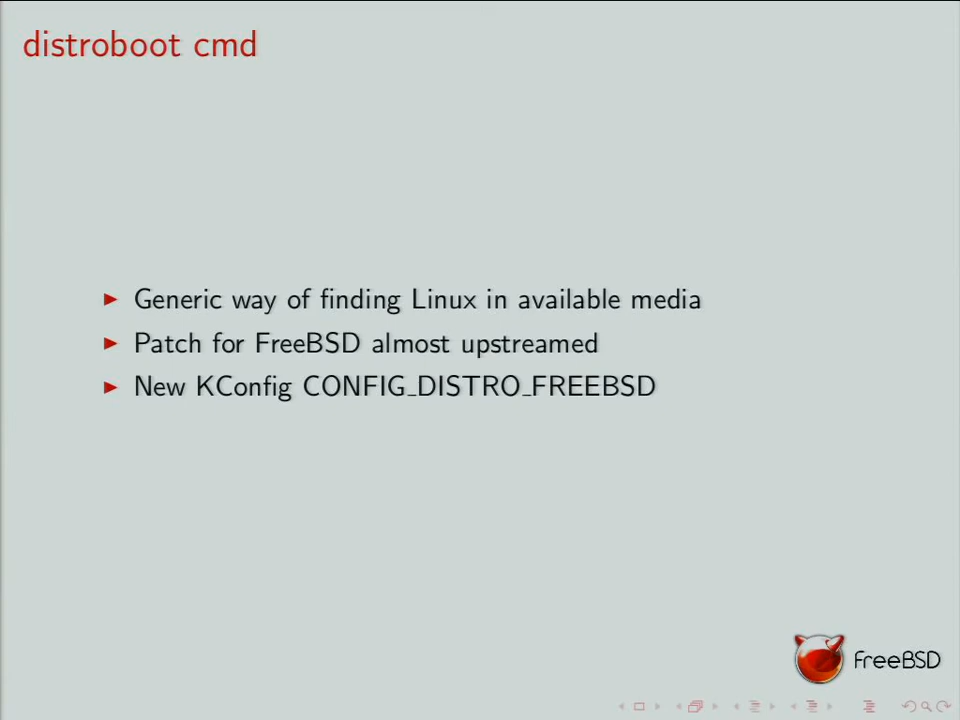 distroboot cmd
Generic way of finding Linux in available media
Patch for FreeBSD almost upstreamed
New KConfig CONFIG_DISTRO_FREEBSD
FreeBSD